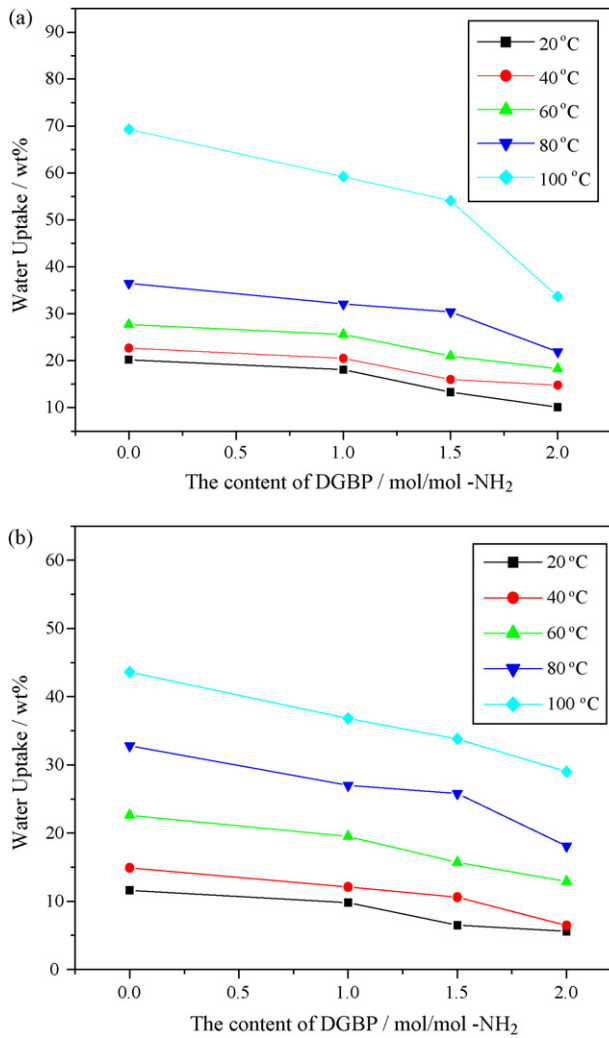 (a)
90
80
70
60
50
40
30
20
10
Water Uptake / wt%
20 °C
40 °C
60 °C
80 °C
100 °C
0.0 0.5 1.0 1.5 2.0
The content of DGBP / mol/mol -NH₂
(b)
60
50
40
30
20
10
0
Water Uptake / wt%
20 °C
40 °C
60 °C
80 °C
100 °C
0.0 0.5 1.0 1.5 2.0
The content of DGBP / mol/mol -NH₂